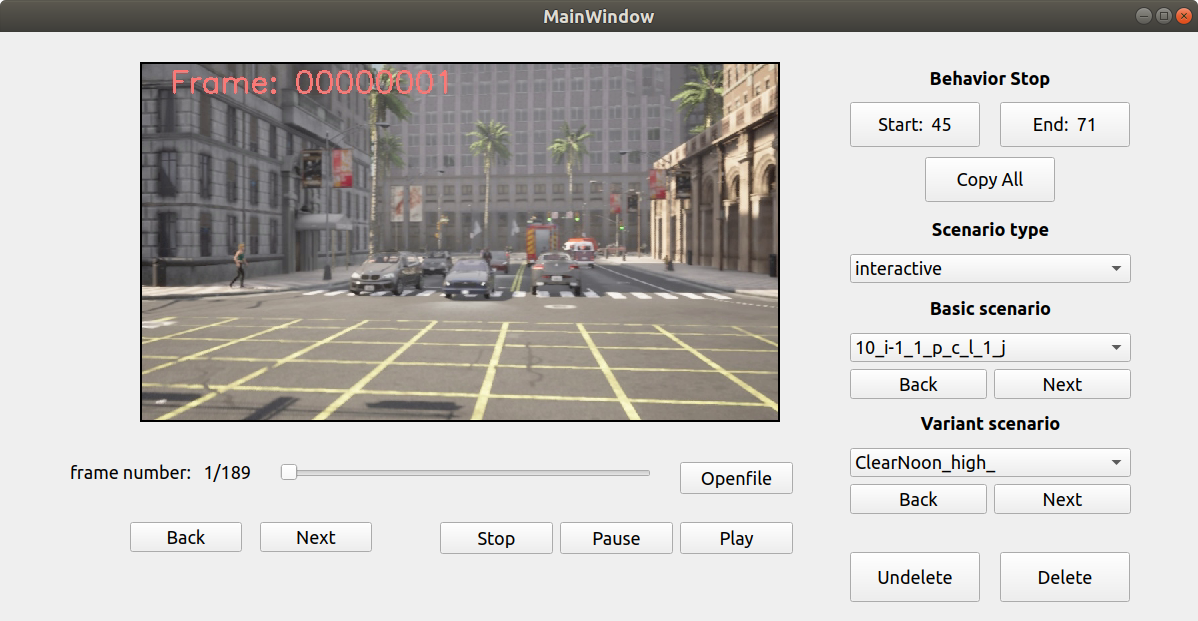 MainWindow
Frame: 00000001
Behavior Stop
Start: 45
End: 71
Copy All
Scenario type
interactive
Basic scenario
10_i-1_1_p_c_l_1_j
Back
Next
Variant scenario
ClearNoon_high_
Back
Next
frame number: 1/189
Openfile
Back
Next
Stop
Pause
Play
Undelete
Delete